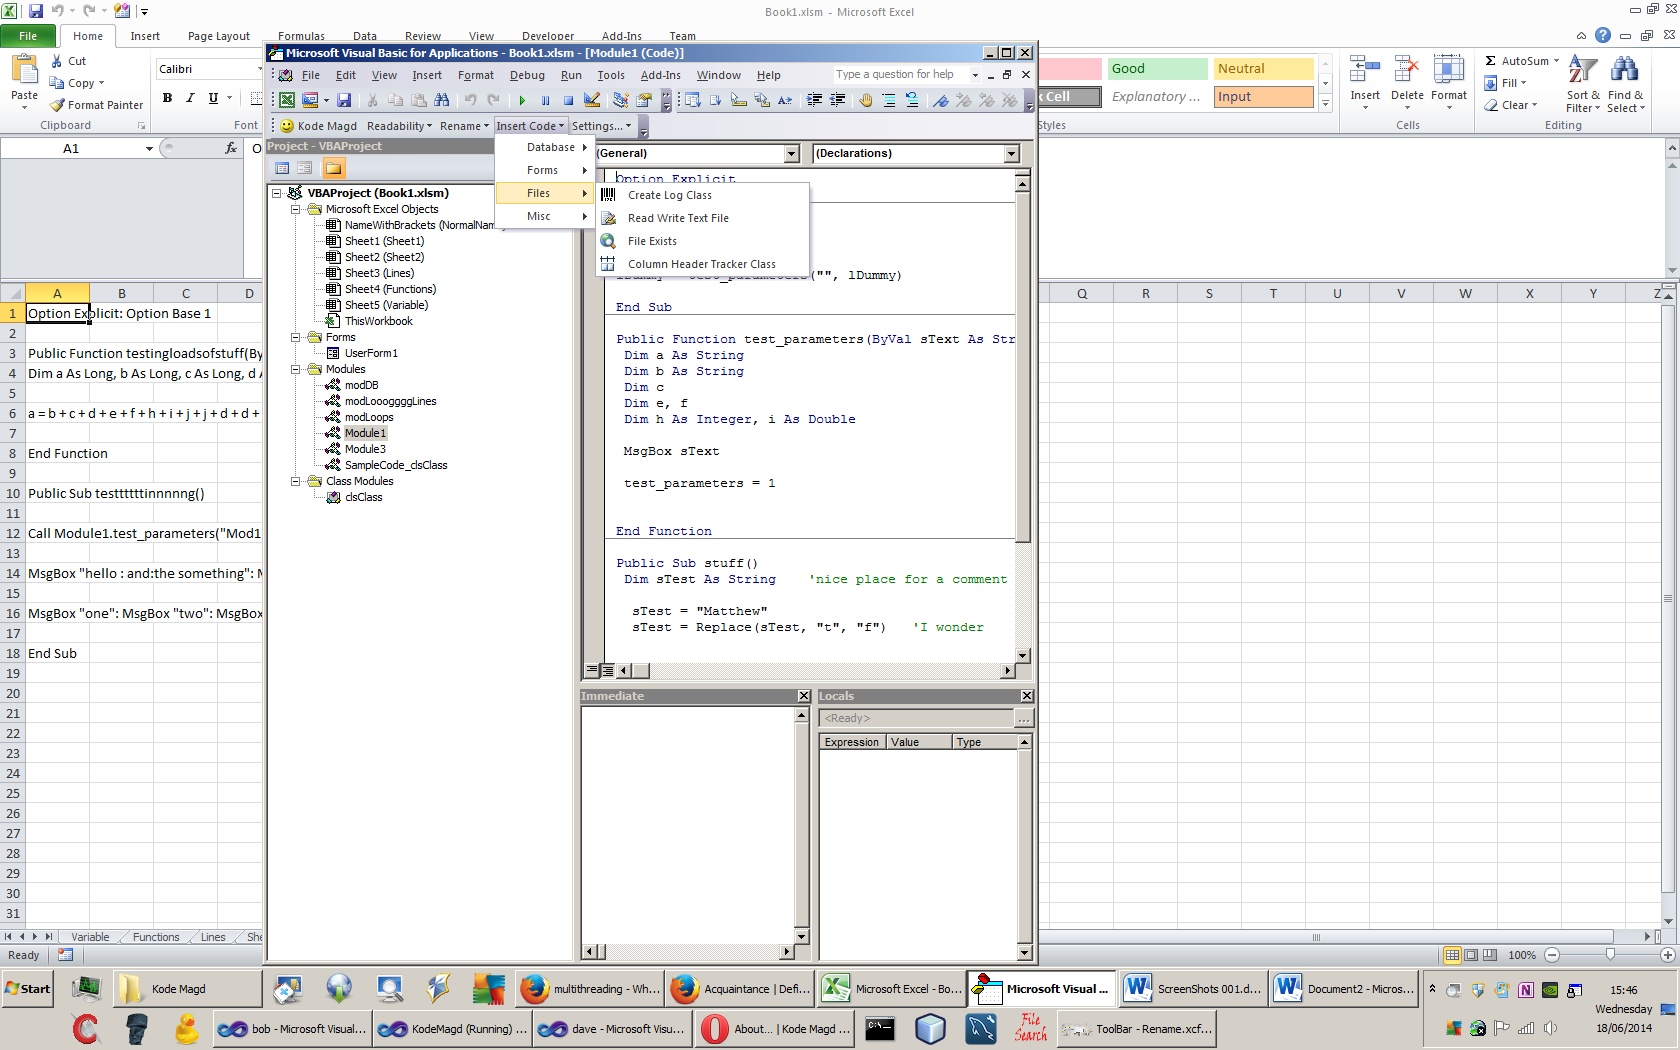 Book1.xlsm - Microsoft Excel
File Home Insert Page Layout Formulas Data Review View Developer Add-Ins Team
Paste
Cut
Copy
Format Painter
Clipboard
Calibri
B I U
Font
Good Neutral
Cell Explanatory ... Input
Styles
Insert Delete Format
Cells
AutoSum
Fill
Clear
Sort & Filter
Find & Select
Editing
A1 fx O
Microsoft Visual Basic for Applications - Book1.xlsm - [Module1 (Code)]
File Edit View Insert Format Debug Run Tools Add-Ins Window Help
Type a question for help
Kode Magd Readability Rename Insert Code Settings...
Database
Forms
Files
Misc
Create Log Class
Read Write Text File
File Exists
Column Header Tracker Class
Project - VBAProject
VBAProject (Book1.xlsm)
Microsoft Excel Objects
NameWithBrackets (NormalNam
Sheet1 (Sheet1)
Sheet2 (Sheet2)
Sheet3 (Lines)
Sheet4 (Functions)
Sheet5 (Variable)
ThisWorkbook
Forms
UserForm1
Modules
modDB
modLoooggggLines
modLoops
Module1
Module3
SampleCode_clsClass
Class Modules
clsClass
(General) (Declarations)
Option Explicit
("", lDummy)
End Sub
Public Function test_parameters(ByVal sText As Str
Dim a As String
Dim b As String
Dim c
Dim e, f
Dim h As Integer, i As Double
MsgBox sText
test_parameters = 1
End Function
Public Sub stuff()
Dim sTest As String 'nice place for a comment
sTest = "Matthew"
sTest = Replace(sTest, "t", "f") 'I wonder
Immediate
Locals
<Ready>
...
Expression Value Type
A B C D Q R S T U V W X Y Z
1 Option Explicit: Option Base 1
2
3 Public Function testingloadsofstuff(By
4 Dim a As Long, b As Long, c As Long, d A
5
6 a = b + c + d + e + f + h + i + j + j + d + d +
7
8 End Function
9
10 Public Sub testtttttinnnnng()
11
12 Call Module1.test_parameters("Mod1
13
14 MsgBox "hello : and:the something": M
15
16 MsgBox "one": MsgBox "two": MsgBox
17
18 End Sub
19
20
21
22
23
24
25
26
27
28
29
30
31
Variable Functions Lines She
Ready
100%
Start
Kode Magd
multithreading - Wh...
Acquaintance | Defi...
Microsoft Excel - Bo...
Microsoft Visual ...
ScreenShots 001.d...
Document2 - Micros...
15:46
Wednesday
18/06/2014
bob - Microsoft Visual...
KodeMagd (Running) ...
dave - Microsoft Visu...
About... | Kode Magd ...
File Search
ToolBar - Rename.xcf...